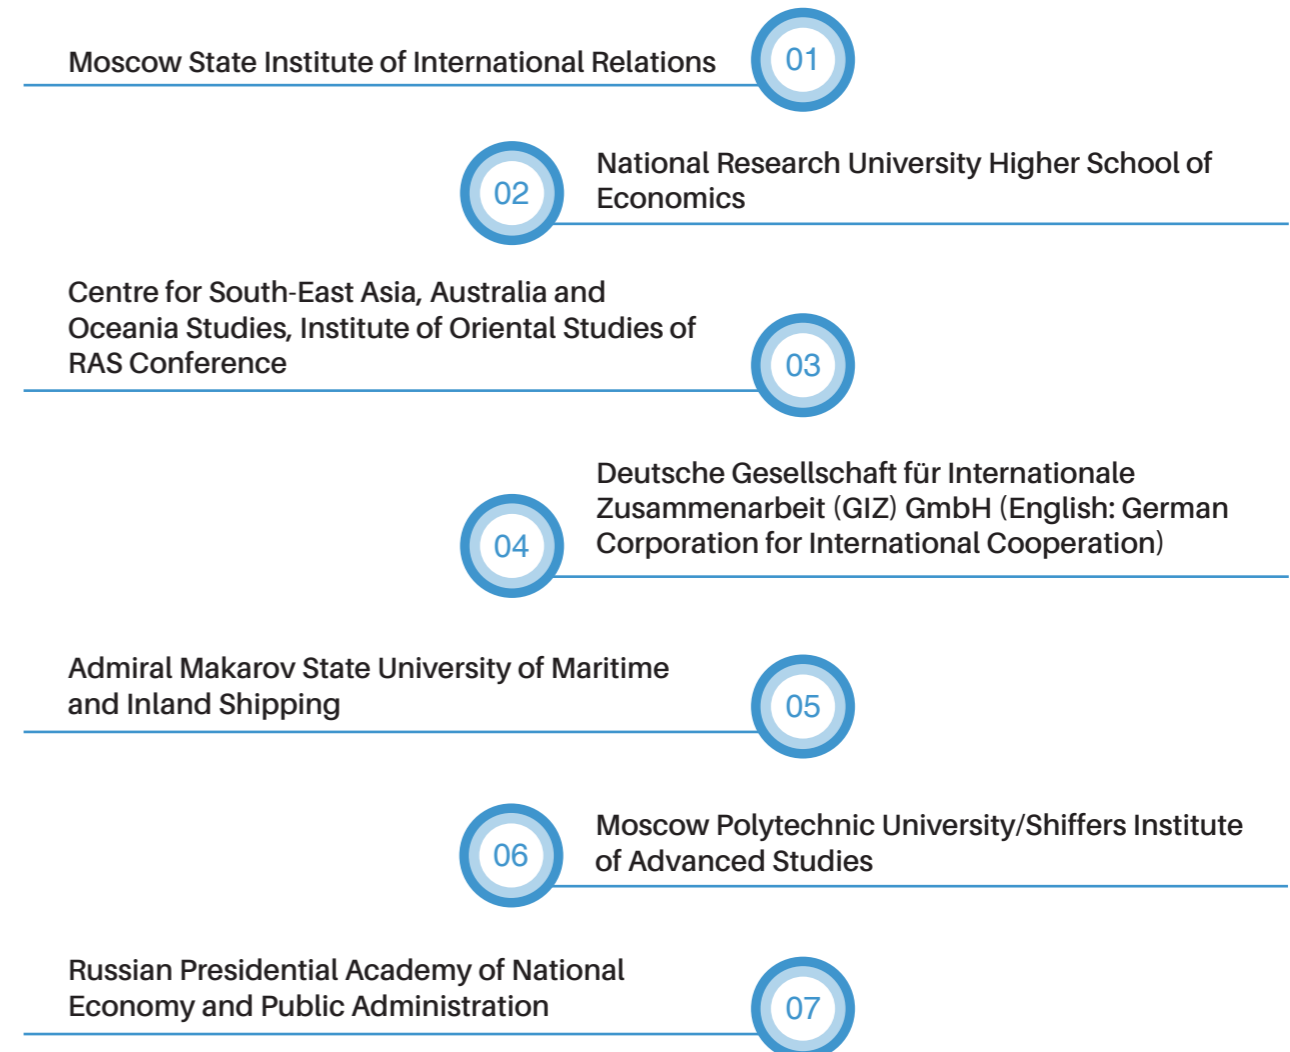 Moscow State Institute of International Relations
01
02
National Research University Higher School of
Economics
Centre for South-East Asia, Australia and
Oceania Studies, Institute of Oriental Studies of
RAS Conference
03
Deutsche Gesellschaft für Internationale
Zusammenarbeit (GIZ) GmbH (English: German
Corporation for International Cooperation)
04
Admiral Makarov State University of Maritime
and Inland Shipping
05
06
Moscow Polytechnic University/Shiffers Institute
of Advanced Studies
Russian Presidential Academy of National
Economy and Public Administration
07